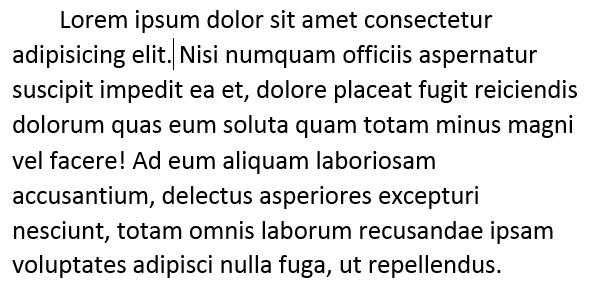 Lorem ipsum dolor sit amet consectetur
adipisicing elit. Nisi numquam officiis aspernatur
suscipit impedit ea et, dolore placeat fugit reiciendis
dolorum quas eum soluta quam totam minus magni
vel facere! Ad eum aliquam laboriosam
accusantium, delectus asperiores excepturi
nesciunt, totam omnis laborum recusandae ipsam
voluptates adipisci nulla fuga, ut repellendus.